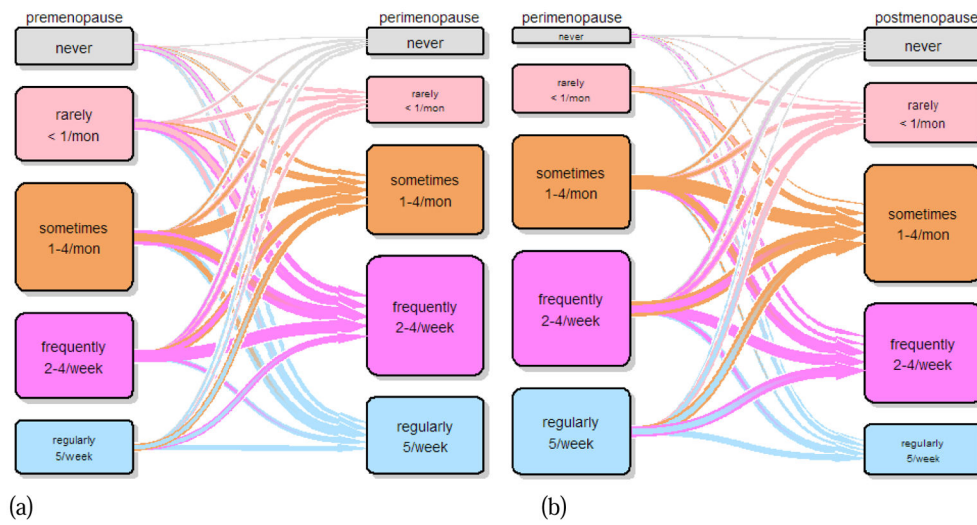 premenopause
never
rarely
< 1/mon
sometimes
1-4/mon
frequently
2-4/week
regularly
5/week
perimenopause
never
rarely
< 1/mon
sometimes
1-4/mon
frequently
2-4/week
regularly
5/week
(a)
perimenopause
never
rarely
< 1/mon
sometimes
1-4/mon
frequently
2-4/week
regularly
5/week
postmenopause
never
rarely
< 1/mon
sometimes
1-4/mon
frequently
2-4/week
regularly
5/week
(b)